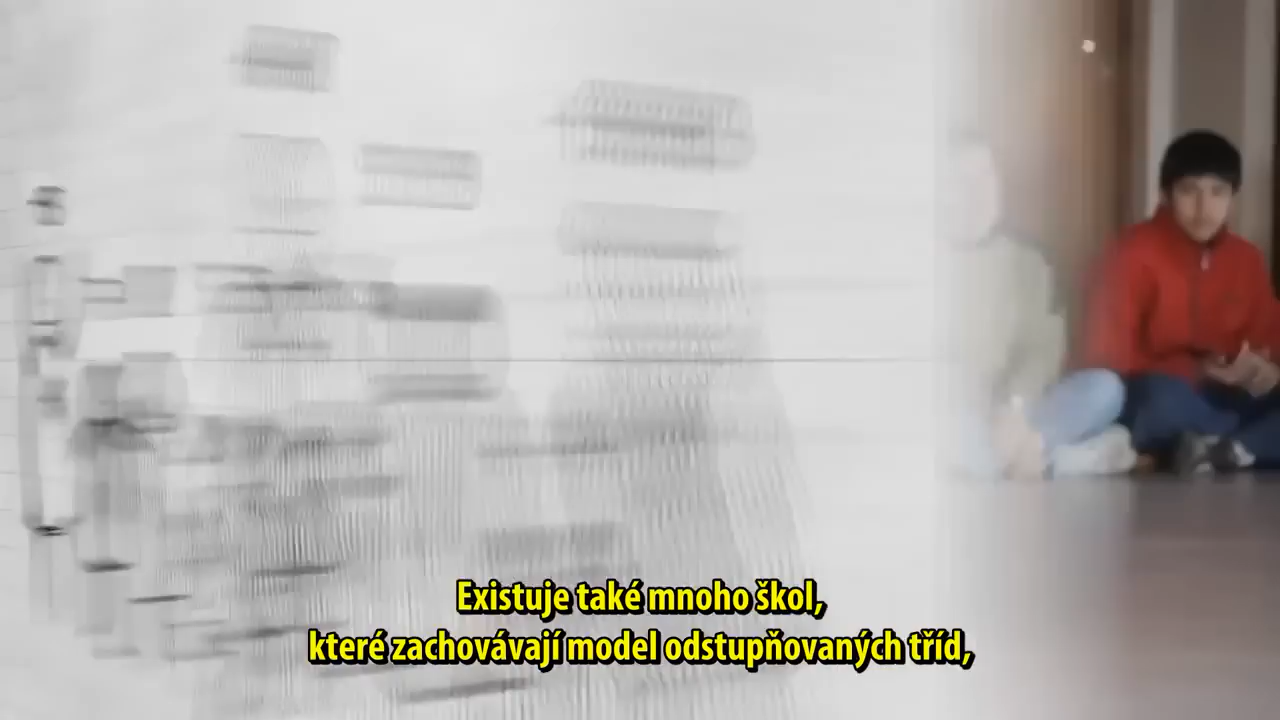 Existuje také mnoho škol,
které zachovávají model odstupňovaných tříd,